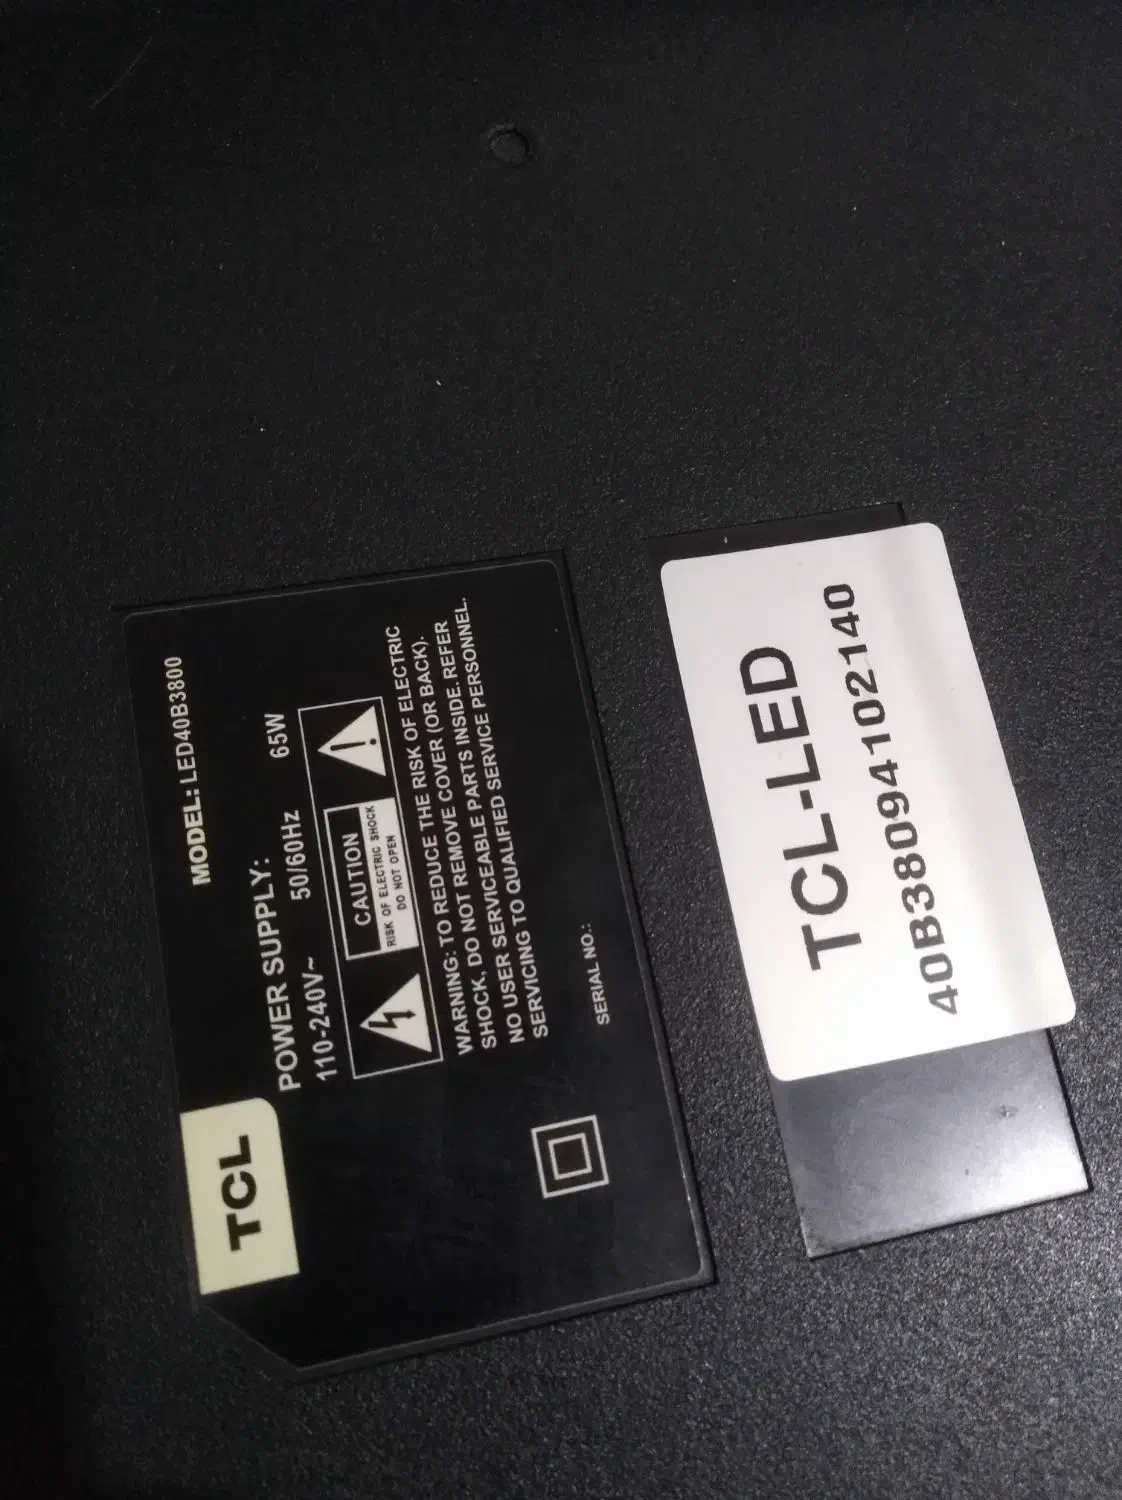 TCL
MODEL: LED40B3800
POWER SUPPLY:
110-240V~ 50/60Hz 65W
CAUTION
RISK OF ELECTRIC SHOCK
DO NOT OPEN
WARNING: TO REDUCE THE RISK OF ELECTRIC
SHOCK, DO NOT REMOVE COVER (OR BACK).
NO USER SERVICEABLE PARTS INSIDE. REFER
SERVICING TO QUALIFIED SERVICE PERSONNEL.
SERIAL NO.:
TCL-LED
40B38094102140